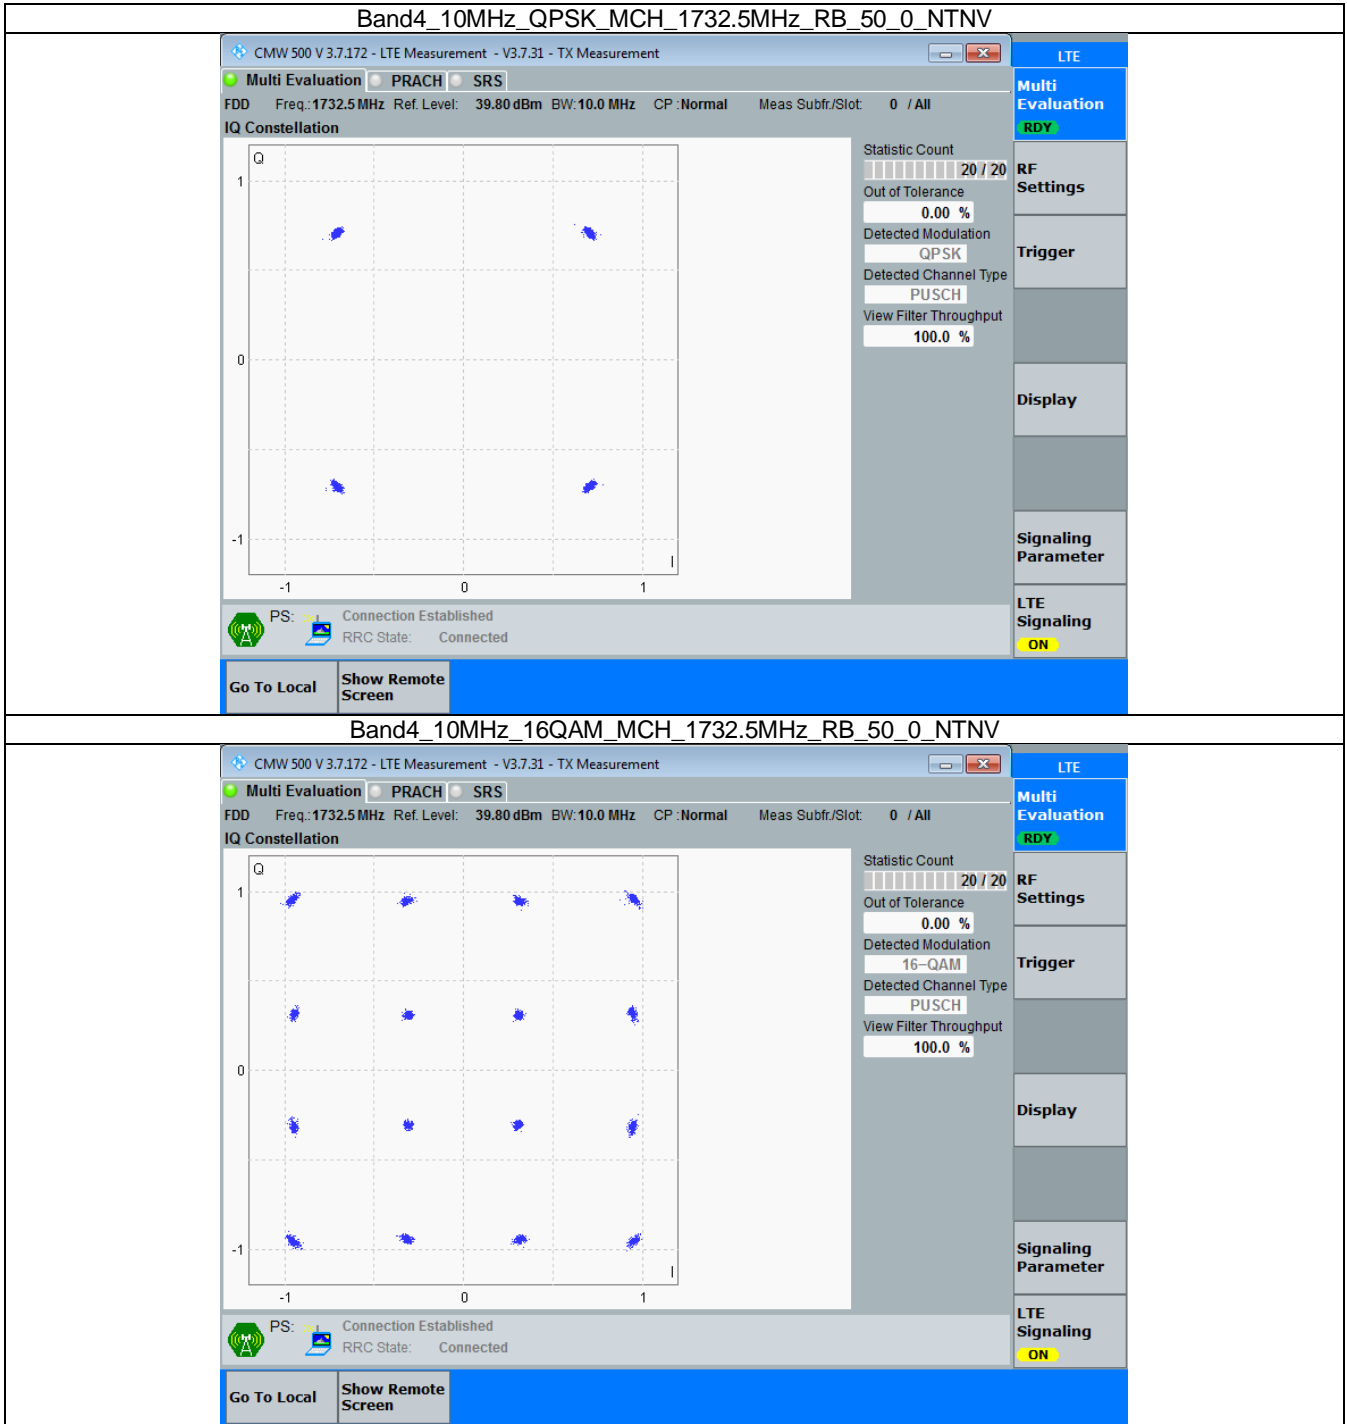 Band4_10MHz_QPSK_MCH_1732.5MHz_RB_50_0_NTNV
CMW 500 V 3.7.172 - LTE Measurement - V3.7.31 - TX Measurement
LTE
Multi Evaluation PRACH SRS
FDD Freq.: 1732.5 MHz Ref. Level: 39.80 dBm BW: 10.0 MHz CP : Normal Meas Subfr./Slot: 0 / All
IQ Constellation
Q
1
0
-1
I
-1 0 1
Statistic Count
20 / 20
Out of Tolerance
0.00 %
Detected Modulation
QPSK
Detected Channel Type
PUSCH
View Filter Throughput
100.0 %
Multi
Evaluation
RDY
RF
Settings
Trigger
Display
Signaling
Parameter
LTE
Signaling
ON
PS: Connection Established
RRC State: Connected
Go To Local
Show Remote
Screen
Band4_10MHz_16QAM_MCH_1732.5MHz_RB_50_0_NTNV
CMW 500 V 3.7.172 - LTE Measurement - V3.7.31 - TX Measurement
LTE
Multi Evaluation PRACH SRS
FDD Freq.: 1732.5 MHz Ref. Level: 39.80 dBm BW: 10.0 MHz CP : Normal Meas Subfr./Slot: 0 / All
IQ Constellation
Q
1
0
-1
I
-1 0 1
Statistic Count
20 / 20
Out of Tolerance
0.00 %
Detected Modulation
16-QAM
Detected Channel Type
PUSCH
View Filter Throughput
100.0 %
Multi
Evaluation
RDY
RF
Settings
Trigger
Display
Signaling
Parameter
LTE
Signaling
ON
PS: Connection Established
RRC State: Connected
Go To Local
Show Remote
Screen